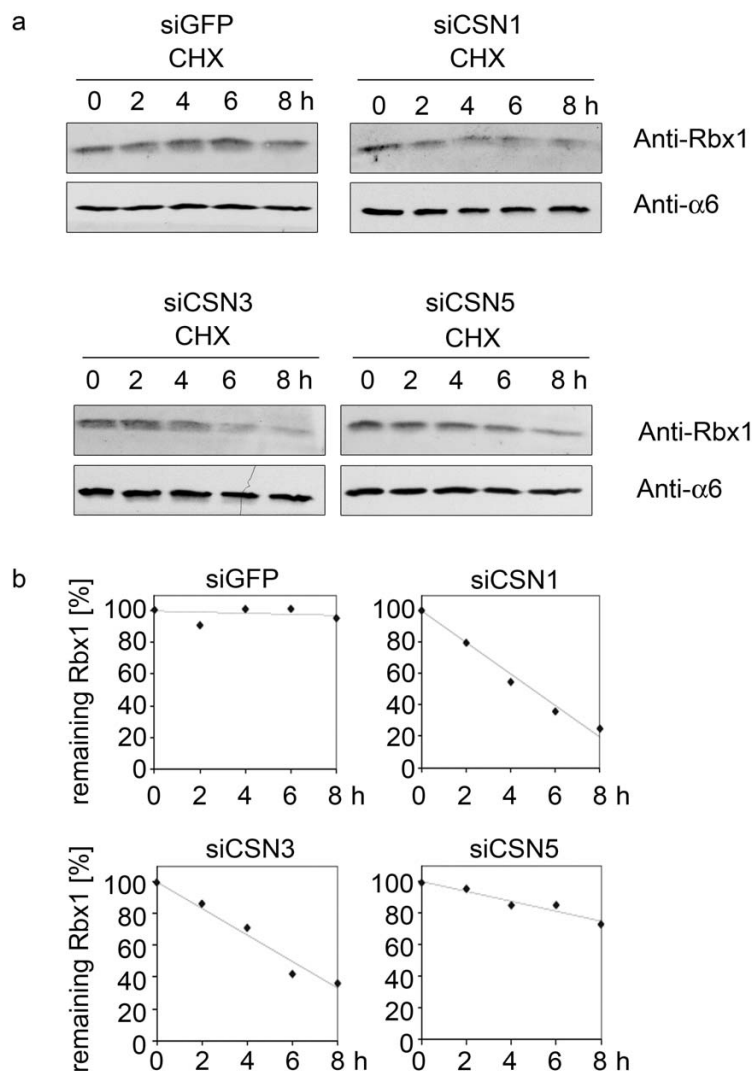 a
siGFP
CHX
0 2 4 6 8 h
siCSN1
CHX
0 2 4 6 8 h
Anti-Rbx1
Anti-α6
siCSN3
CHX
0 2 4 6 8 h
siCSN5
CHX
0 2 4 6 8 h
Anti-Rbx1
Anti-α6
b
siGFP
remaining Rbx1 [%]
100
80
60
40
20
0
0 2 4 6 8 h
siCSN1
100
80
60
40
20
0
0 2 4 6 8 h
siCSN3
remaining Rbx1 [%]
100
80
60
40
20
0
0 2 4 6 8 h
siCSN5
100
80
60
40
20
0
0 2 4 6 8 h